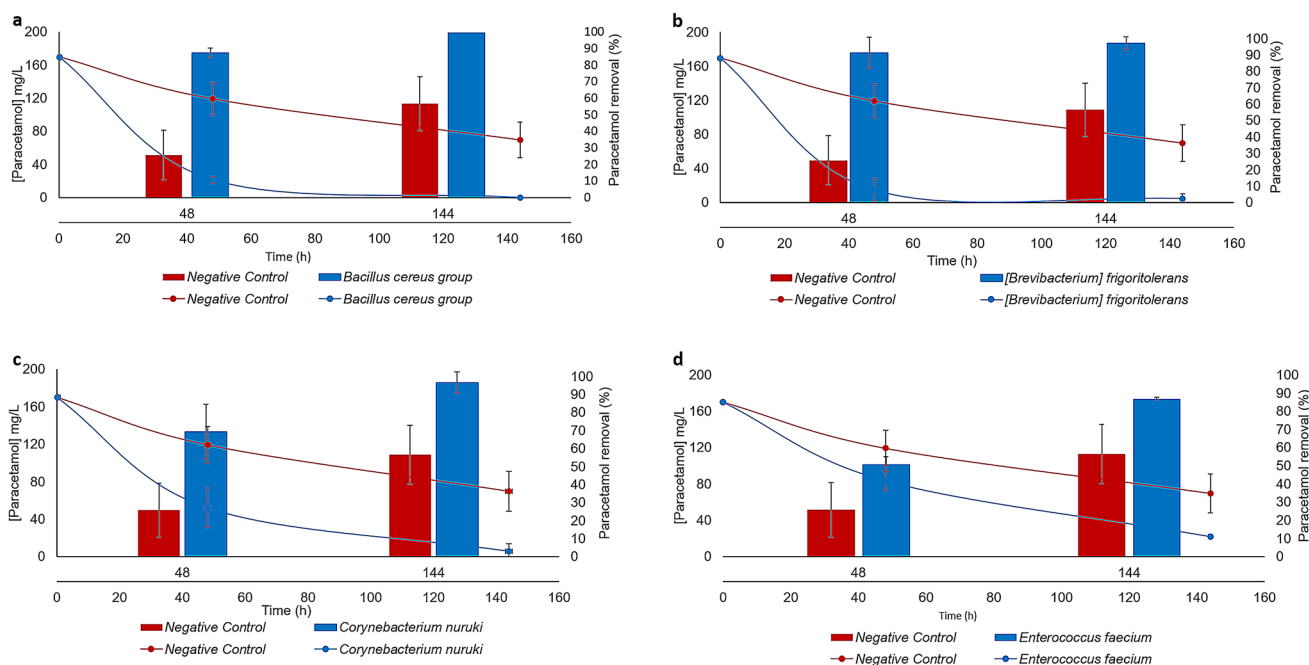 a
[Paracetamol] mg/L
200
160
120
80
40
0
100
90
80
70
60
50
40
30
20
10
0
Paracetamol removal (%)
48 144
0 20 40 60 80 100 120 140 160
Time (h)
Negative Control Bacillus cereus group
Negative Control Bacillus cereus group
b
[Paracetamol] mg/L
200
160
120
80
40
0
100
90
80
70
60
50
40
30
20
10
0
Paracetamol removal (%)
48 144
0 20 40 60 80 100 120 140 160
Time (h)
Negative Control [Brevibacterium] frigoritolerans
Negative Control [Brevibacterium] frigoritolerans
c
[Paracetamol] mg/L
200
160
120
80
40
0
100
90
80
70
60
50
40
30
20
10
0
Paracetamol removal (%)
48 144
0 20 40 60 80 100 120 140 160
Time (h)
Negative Control Corynebacterium nuruki
Negative Control Corynebacterium nuruki
d
[Paracetamol] mg/L
200
160
120
80
40
0
100
90
80
70
60
50
40
30
20
10
0
Paracetamol removal (%)
48 144
0 20 40 60 80 100 120 140 160
Time (h)
Negative Control Enterococcus faecium
Negative Control Enterococcus faecium